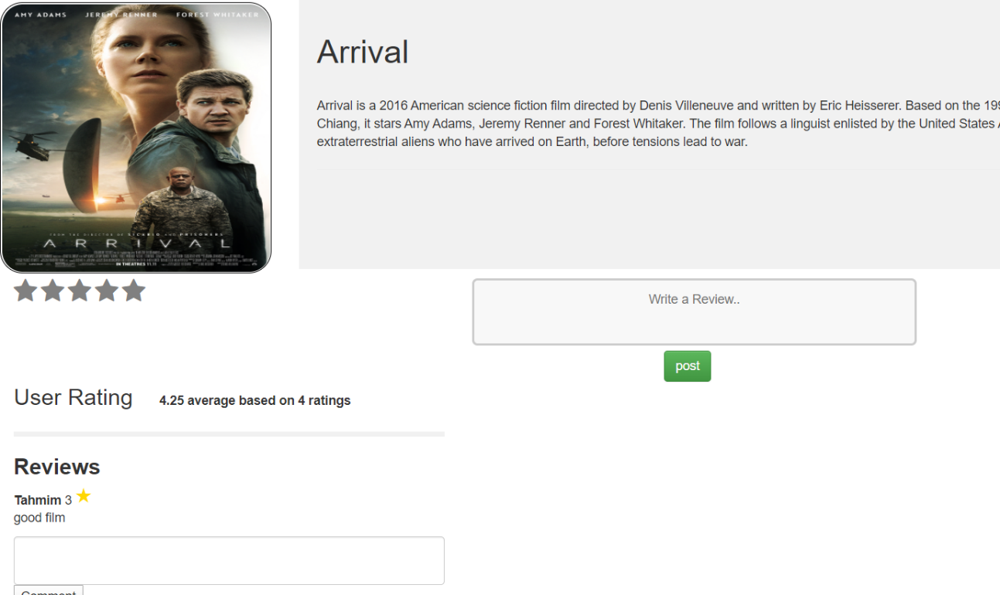 AMY ADAMS JEREMY RENNER FOREST WHITAKER
FROM THE DIRECTOR OF SICARIO AND PRISONERS
ARRIVAL
IN THEATRES 11.11
Arrival
Arrival is a 2016 American science fiction film directed by Denis Villeneuve and written by Eric Heisserer. Based on the 199
Chiang, it stars Amy Adams, Jeremy Renner and Forest Whitaker. The film follows a linguist enlisted by the United States A
extraterrestrial aliens who have arrived on Earth, before tensions lead to war.
Write a Review..
post
User Rating 4.25 average based on 4 ratings
Reviews
Tahmim 3
good film
Comment